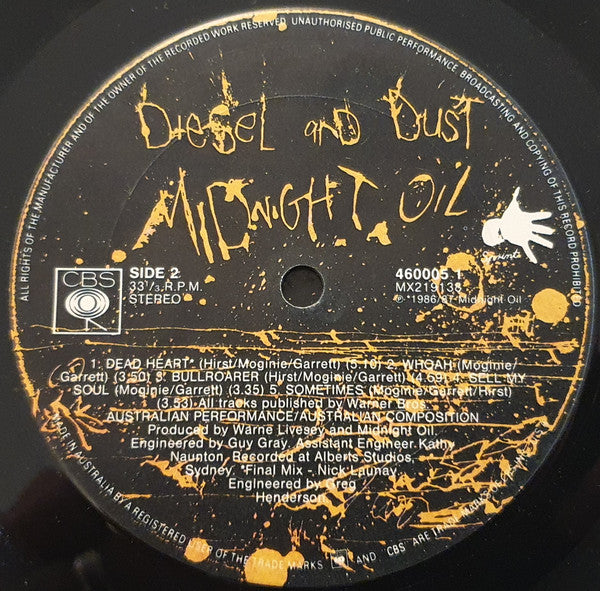 ALL RIGHTS OF THE MANUFACTURER AND OF THE OWNER OF THE RECORDED WORK RESERVED. UNAUTHORISED PUBLIC PERFORMANCE, BROADCASTING AND COPYING OF THIS RECORD PROHIBITED
DIESEL AND DUST
MIDNIGHT OIL
Sprints
CBS
SIDE 2
33⅓ R.P.M.
STEREO
460005 1
MX219138
℗ *1986/87 Midnight Oil
1. DEAD HEART* (Hirst/Moginie/Garrett) (5.10) 2. WHOAH (Moginie/
Garrett) (3.50) 3. BULLROARER (Hirst/Moginie/Garrett) (4.59) 4. SELL MY
SOUL (Moginie/Garrett) (3.35) 5. SOMETIMES (Moginie/Garrett/Hirst)
(3.53) All tracks published by Warner Bros.
AUSTRALIAN PERFORMANCE/AUSTRALIAN COMPOSITION
Produced by Warne Livesey and Midnight Oil.
Engineered by Guy Gray. Assistant Engineer Kathy
Naunton. Recorded at Alberts Studios,
Sydney. *Final Mix - Nick Launay.
Engineered by Greg
Henderson
MADE IN AUSTRALIA BY A REGISTERED USER OF THE TRADE MARKS AND CBS ARE TRADE MARKS OF